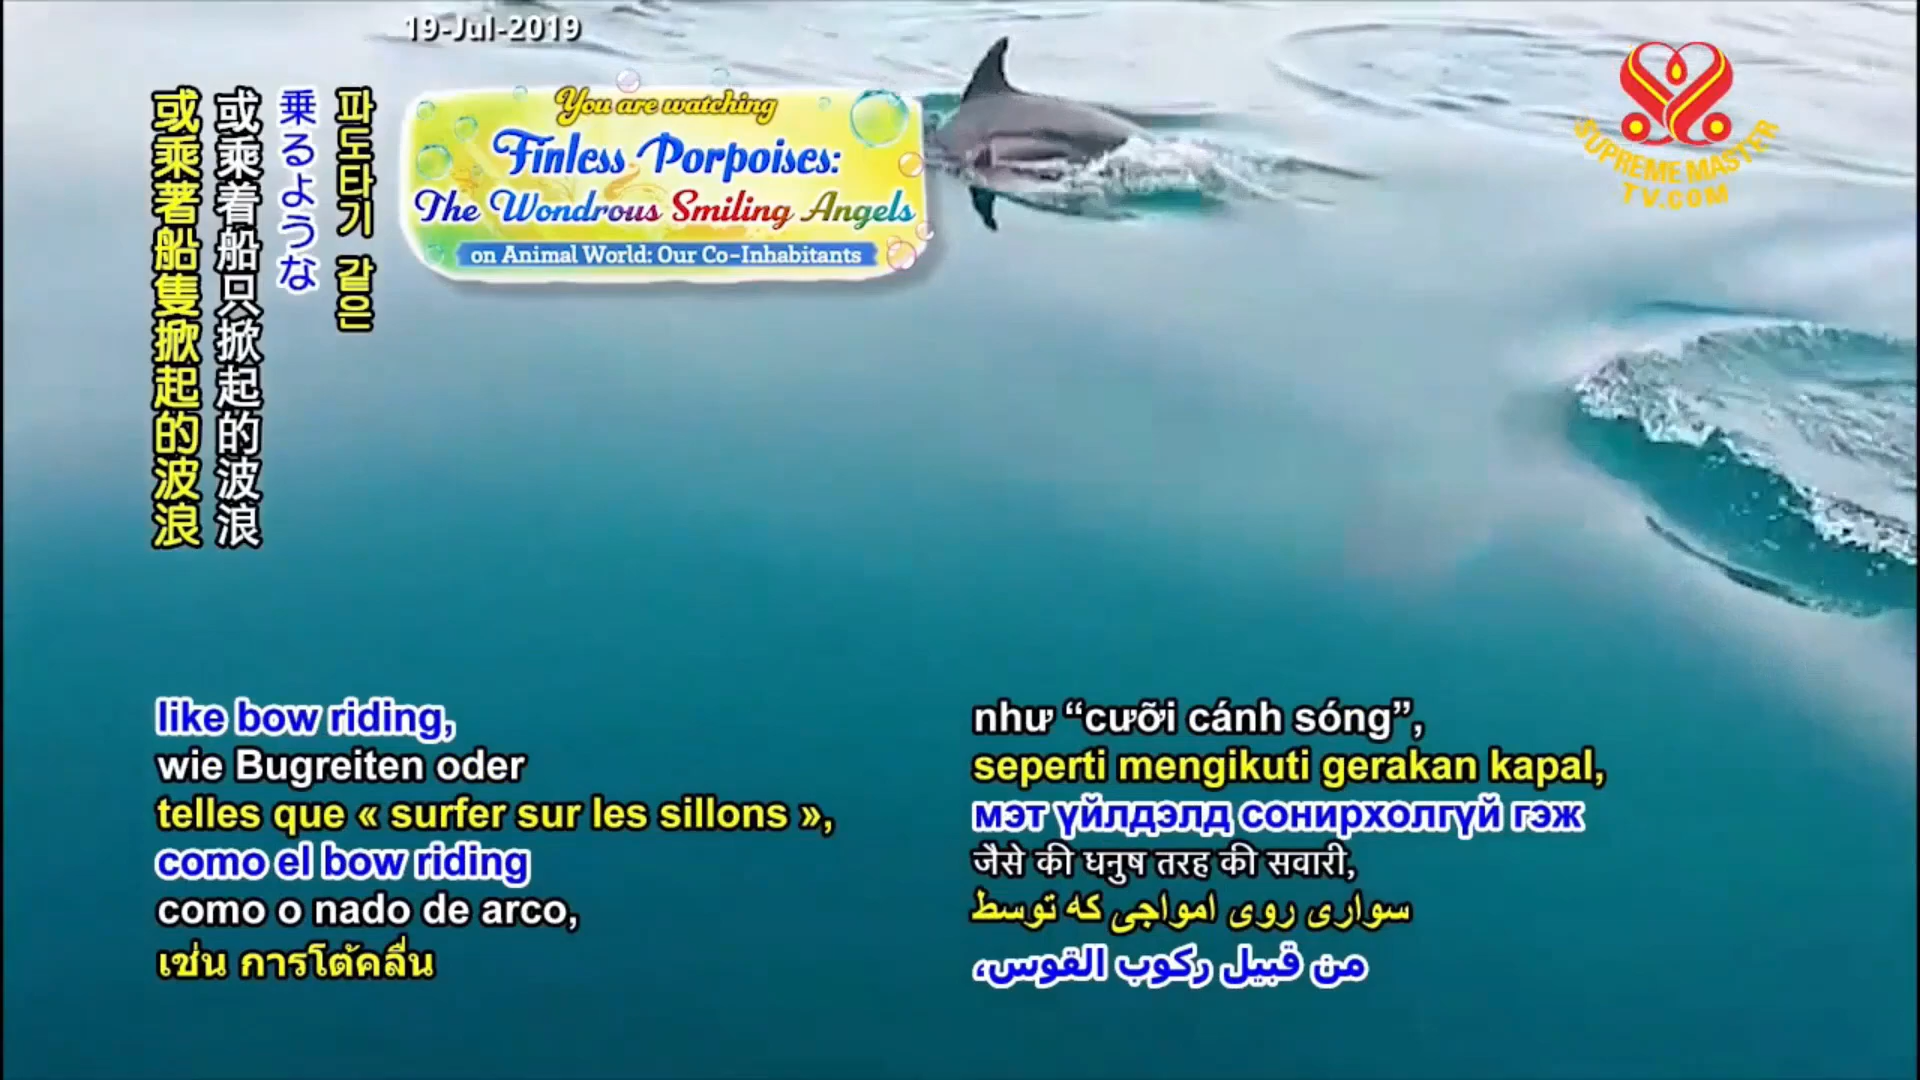 19-Jul-2019
You are watching
Finless Porpoises:
The Wondrous Smiling Angels
on Animal World: Our Co-Inhabitants
SUPREME MASTER
TV.COM
파도타기 같은
乗るような
或乘着船只掀起的波浪
或乘著船隻掀起的波浪
like bow riding,
wie Bugreiten oder
telles que « surfer sur les sillons »,
como el bow riding
como o nado de arco,
เช่น การโต้คลื่น
như “cưỡi cánh sóng”,
seperti mengikuti gerakan kapal,
мэт үйлдэлд сонирхолгүй гэж
जैसे की धनुष तरह की सवारी,
سواری روی امواجی که توسط
من قبيل ركوب القوس،